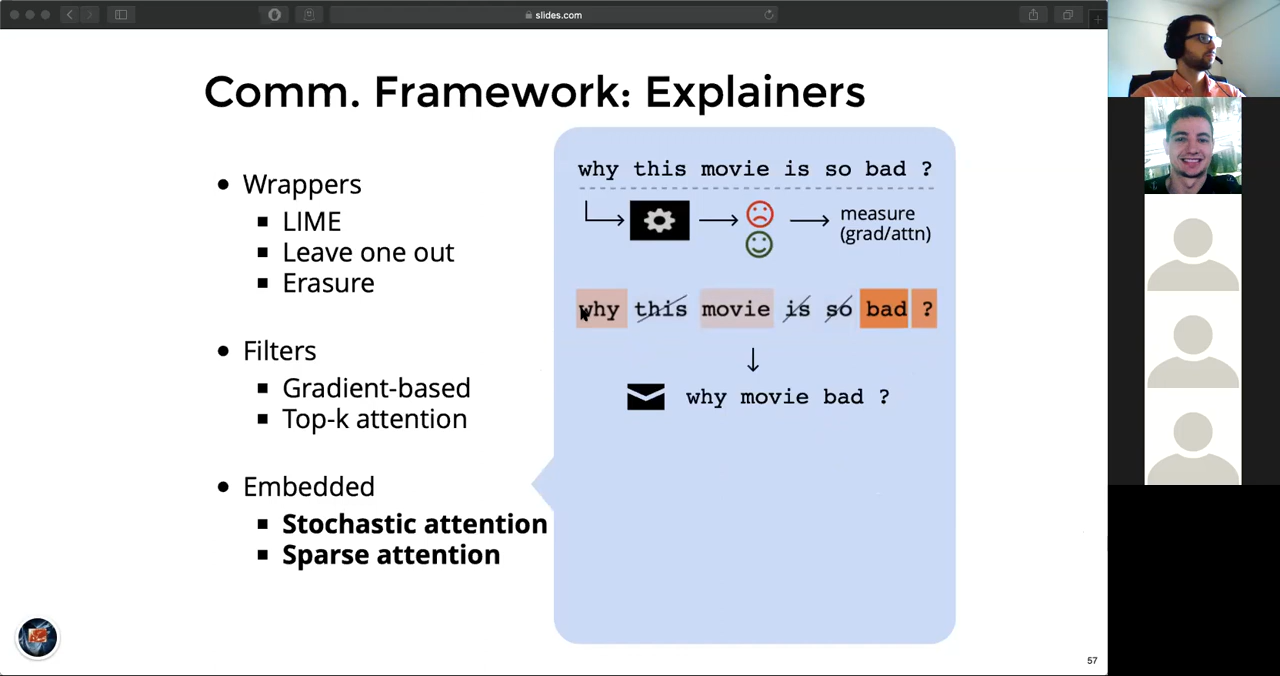 slides.com
Comm. Framework: Explainers
Wrappers
LIME
Leave one out
Erasure
Filters
Gradient-based
Top-k attention
Embedded
Stochastic attention
Sparse attention
why this movie is so bad ?
measure
(grad/attn)
why this movie is so bad ?
why movie bad ?
57